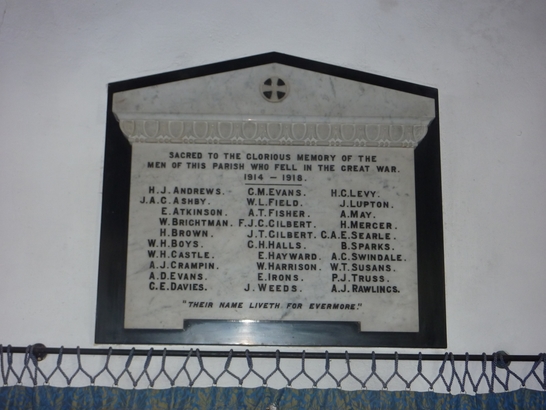 SACRED TO THE GLORIOUS MEMORY OF THE
MEN OF THIS PARISH WHO FELL IN THE GREAT WAR.
1914 – 1918.
H. J. ANDREWS. G. M. EVANS. H. C. LEVY.
J. A. C. ASHBY. W. L. FIELD. J. LUPTON.
E. ATKINSON. A. T. FISHER. A. MAY.
W. BRIGHTMAN. F. J. C. GILBERT. H. MERCER.
H. BROWN. J. T. GILBERT. C. A. E. SEARLE.
W. H. BOYS. C. H. HALLS. B. SPARKS.
W. H. CASTLE. E. HAYWARD. A. C. SWINDALE.
A. J. CRAMPIN. W. HARRISON. W. T. SUSANS.
A. D. EVANS. E. IRONS. P. J. TRUSS.
C. E. DAVIES. J. WEEDS. A. J. RAWLINGS.
"THEIR NAME LIVETH FOR EVERMORE."